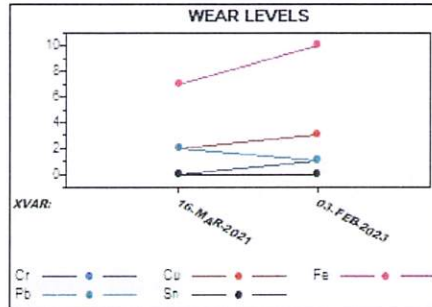 WEAR LEVELS
10
8
6
4
2
0
XVAR:
16-MAR-2021
03-FEB-2023
Cr Cu Fe
Pb Sn